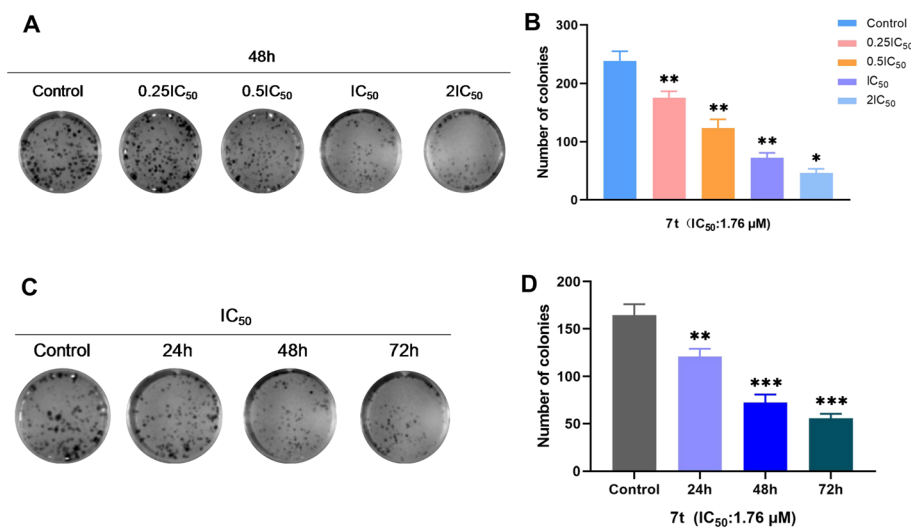 A
48h
Control 0.25IC₅₀ 0.5IC₅₀ IC₅₀ 2IC₅₀
B
Number of colonies
300
200
100
0
** ** ** *
7t (IC₅₀:1.76 μM)
Control
0.25IC₅₀
0.5IC₅₀
IC₅₀
2IC₅₀
C
IC₅₀
Control 24h 48h 72h
D
Number of colonies
200
150
100
50
0
** *** ***
Control 24h 48h 72h
7t (IC₅₀:1.76 μM)